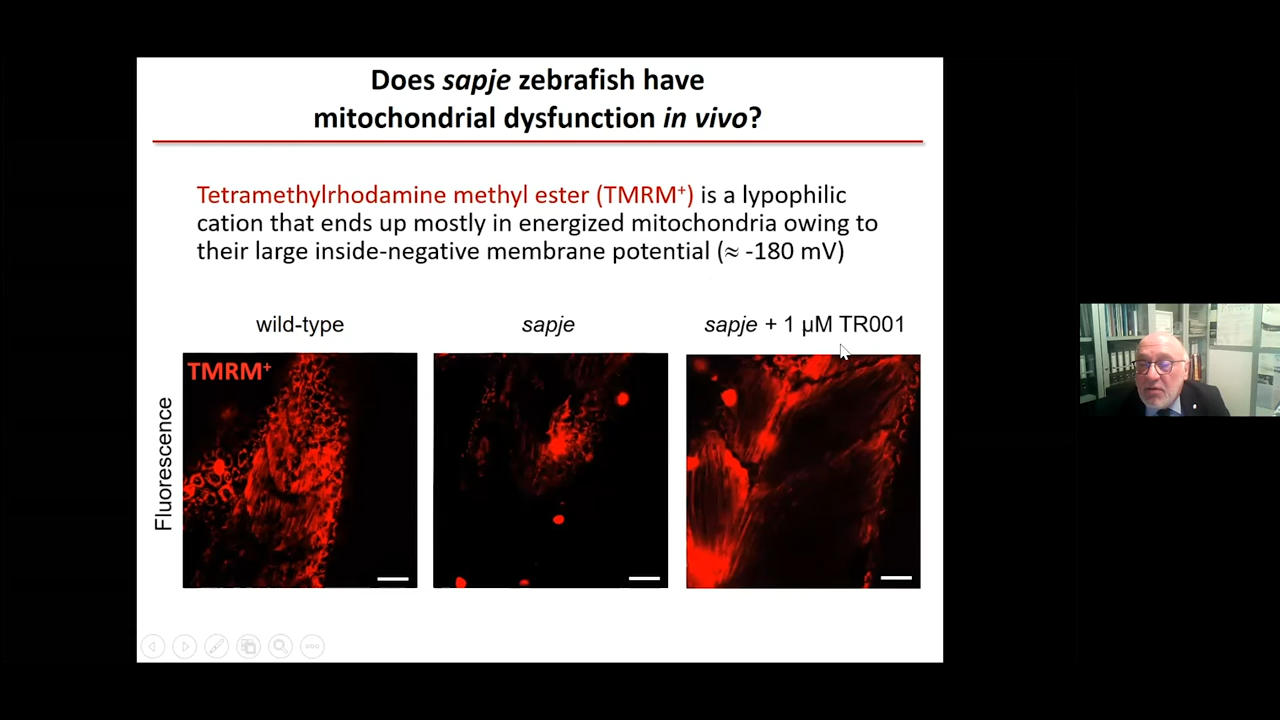 Does sapje zebrafish have
mitochondrial dysfunction in vivo?
Tetramethylrhodamine methyl ester (TMRM⁺) is a lypophilic
cation that ends up mostly in energized mitochondria owing to
their large inside-negative membrane potential (≈ -180 mV)
wild-type
sapje
sapje + 1 µM TR001
TMRM⁺
Fluorescence